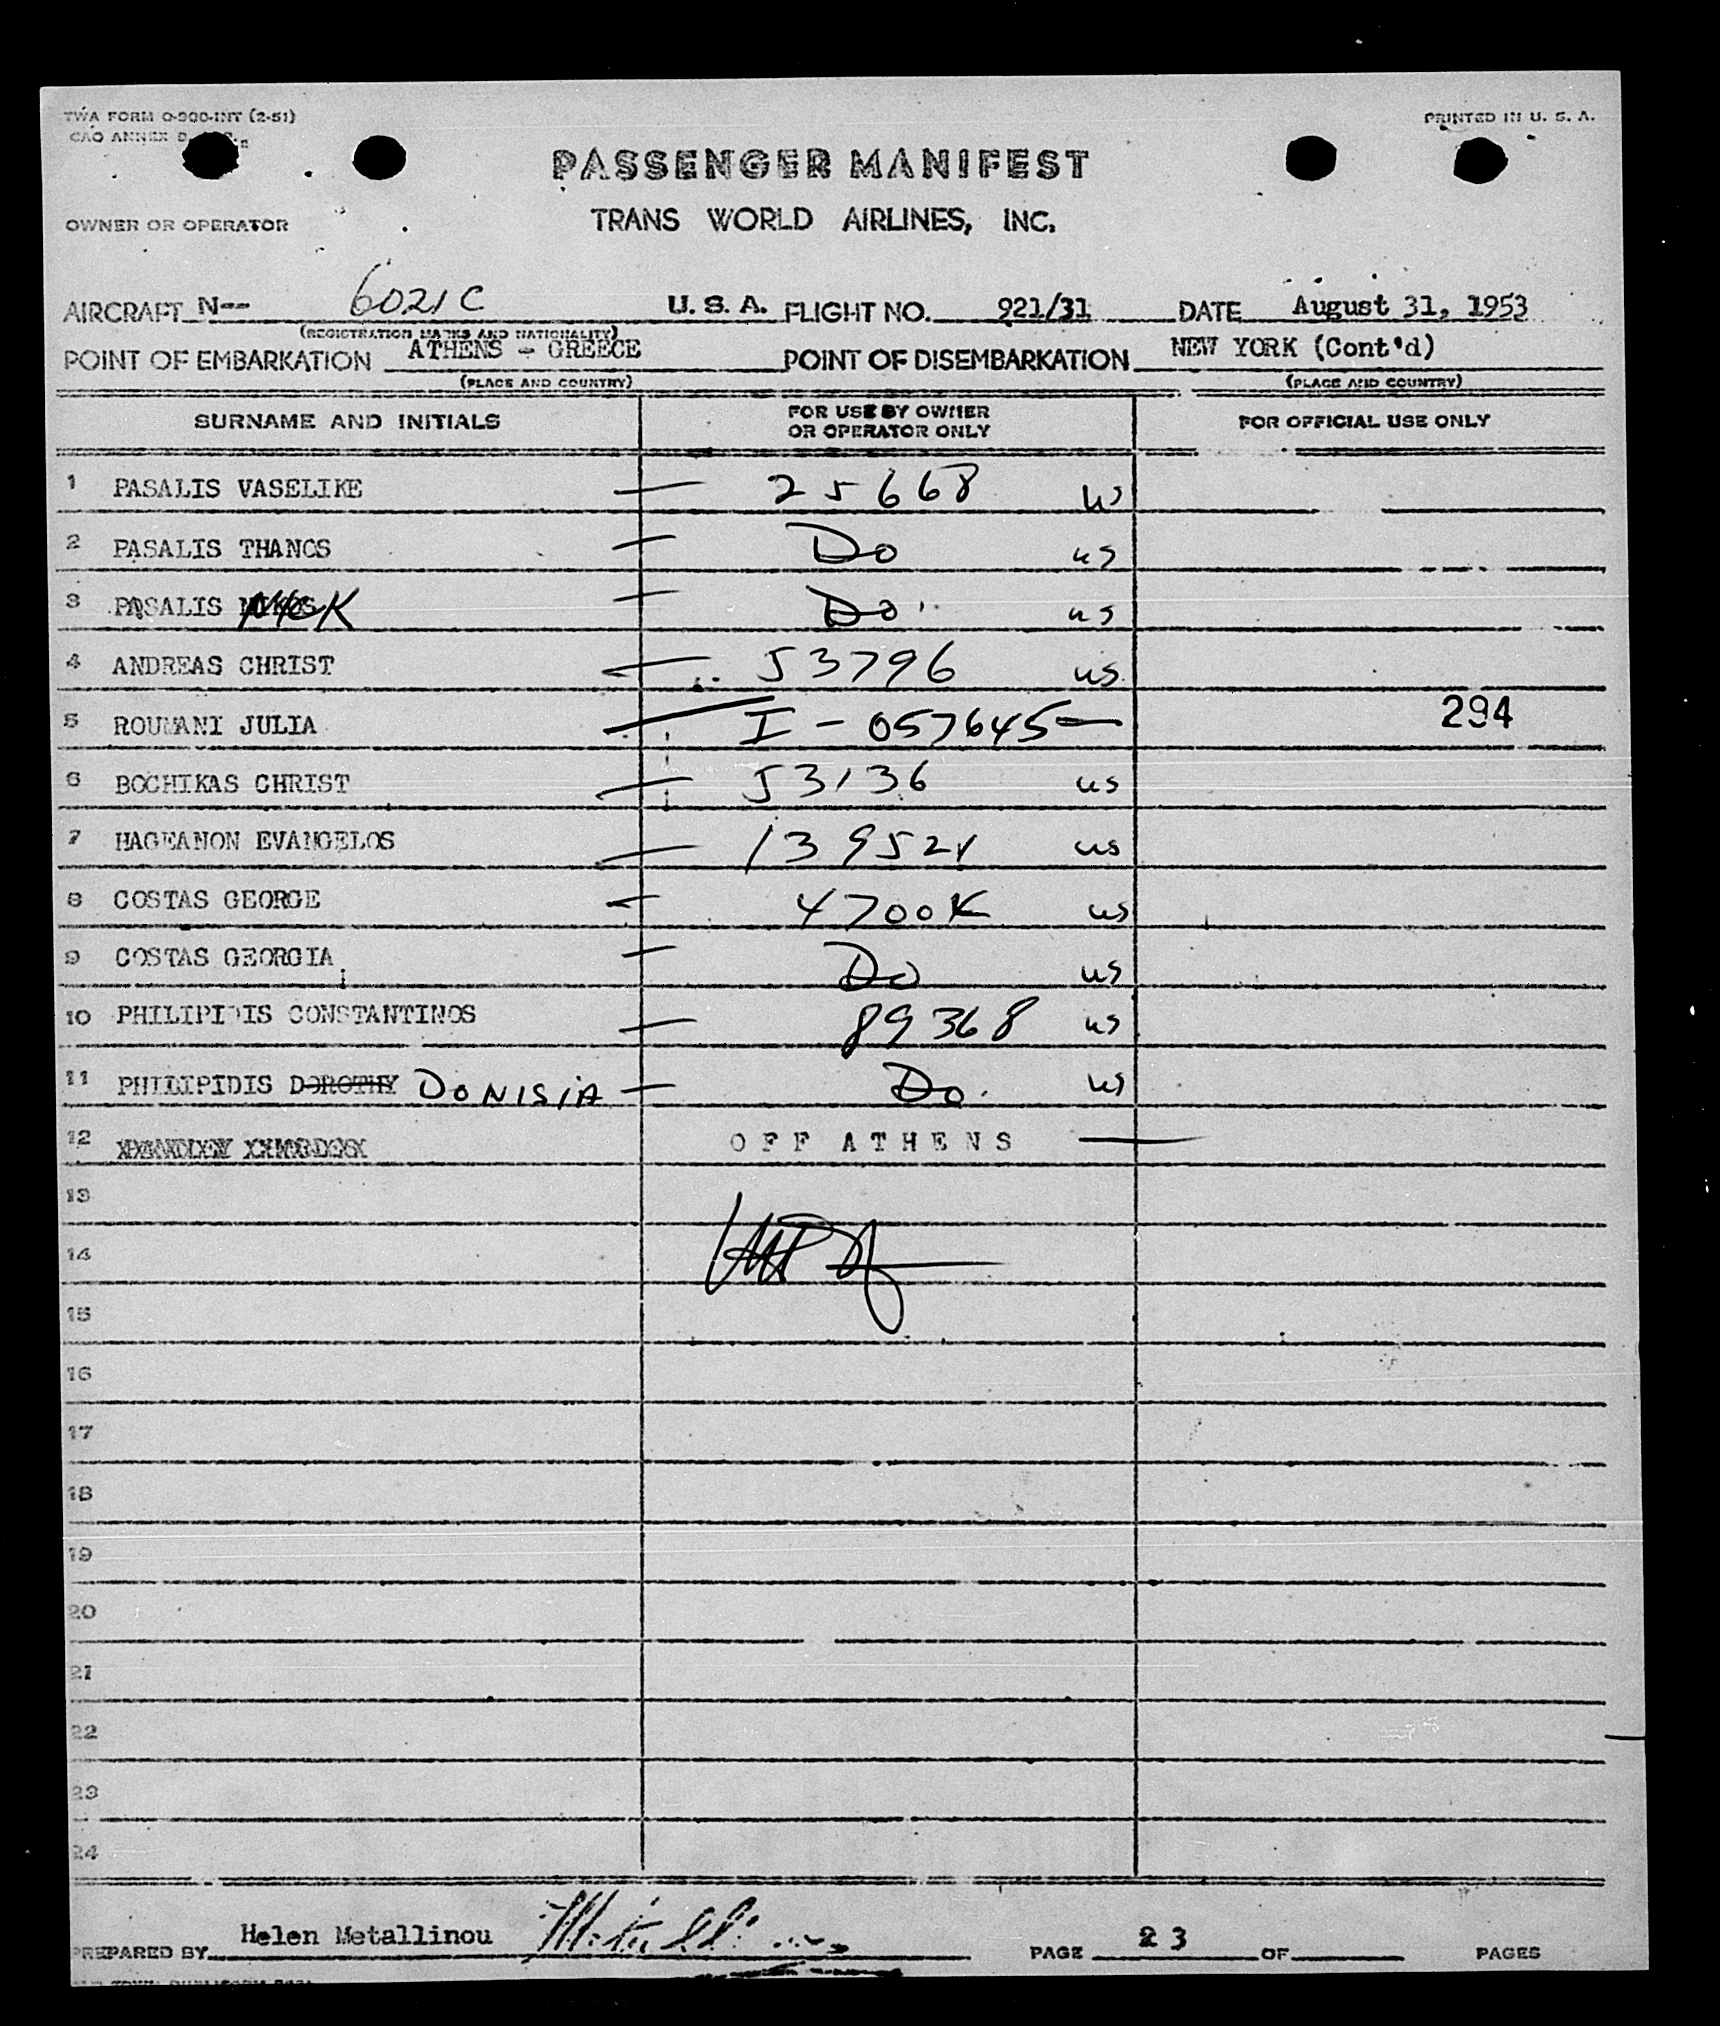 TWA FORM O-900-INT (2-51)
PRINTED IN U. S. A.
CAO ANNEX
PASSENGER MANIFEST
OWNER OR OPERATOR
TRANS WORLD AIRLINES, INC.
AIRCRAFT N-- 6021C U. S. A. FLIGHT NO. 921/31 DATE August 31, 1953
(REGISTRATION MARKS AND NATIONALITY)
POINT OF EMBARKATION ATHENS - GREECE POINT OF DISEMBARKATION NEW YORK (Cont'd)
(PLACE AND COUNTRY) (PLACE AND COUNTRY)
SURNAME AND INITIALS FOR USE BY OWNER OR OPERATOR ONLY FOR OFFICIAL USE ONLY
1 PASALIS VASELIKE — 25668 us
2 PASALIS THANOS — Do us
3 PASALIS NICK — Do us
4 ANDREAS CHRIST — 53796 us
5 ROUMANI JULIA — I - 057645 — 294
6 BOCHIKAS CHRIST — 53136 us
7 HAGEANON EVANGELOS — 13952Y us
8 COSTAS GEORGE — 4700K us
9 COSTAS GEORGIA — Do us
10 PHILIPIDIS CONSTANTINOS — 89368 us
11 PHILIPIDIS DOROTHY DONISIA — Do. us
12 OFF ATHENS —
13
14
15
16
17
18
19
20
21
22
23
24
PREPARED BY Helen Metallinou PAGE 23 OF PAGES